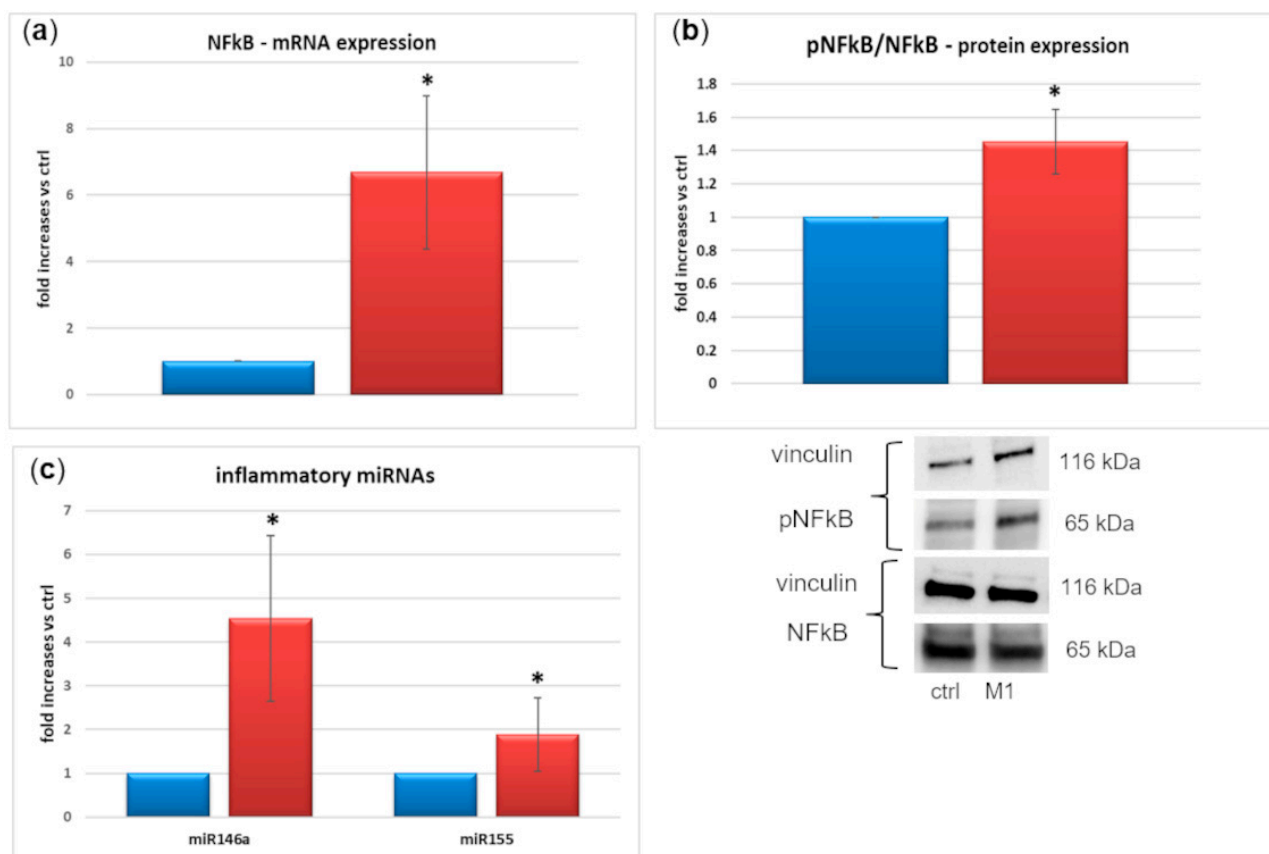 (a)
NFkB - mRNA expression
fold increases vs ctrl
10
8
6
4
2
0
*
(b)
pNFkB/NFkB - protein expression
fold increases vs ctrl
1.8
1.6
1.4
1.2
1
0.8
0.6
0.4
0.2
0
*
(c)
inflammatory miRNAs
fold increases vs ctrl
7
6
5
4
3
2
1
0
*
*
miR146a miR155
vinculin 116 kDa
pNFkB 65 kDa
vinculin 116 kDa
NFkB 65 kDa
ctrl M1